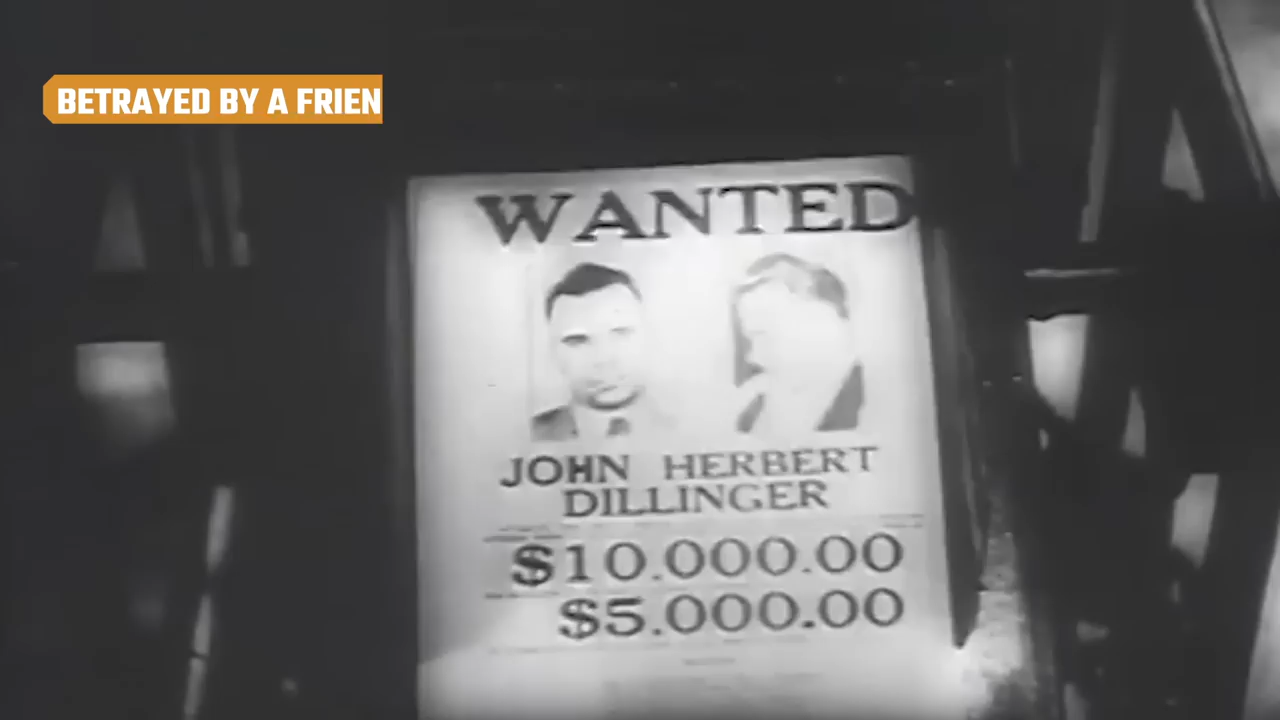 BETRAYED BY A FRIEN
WANTED
JOHN HERBERT
DILLINGER
$10.000.00
$5.000.00